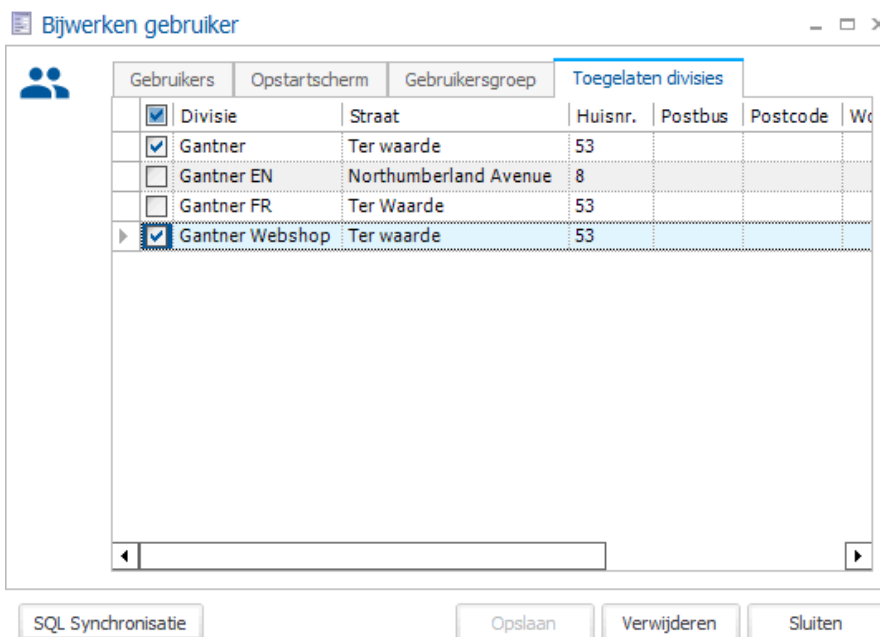 Bijwerken gebruiker
Gebruikers Opstartscherm Gebruikersgroep Toegelaten divisies
Divisie Straat Huisnr. Postbus Postcode Wo
Gantner Ter waarde 53
Gantner EN Northumberland Avenue 8
Gantner FR Ter Waarde 53
Gantner Webshop Ter waarde 53
SQL Synchronisatie Opslaan Verwijderen Sluiten